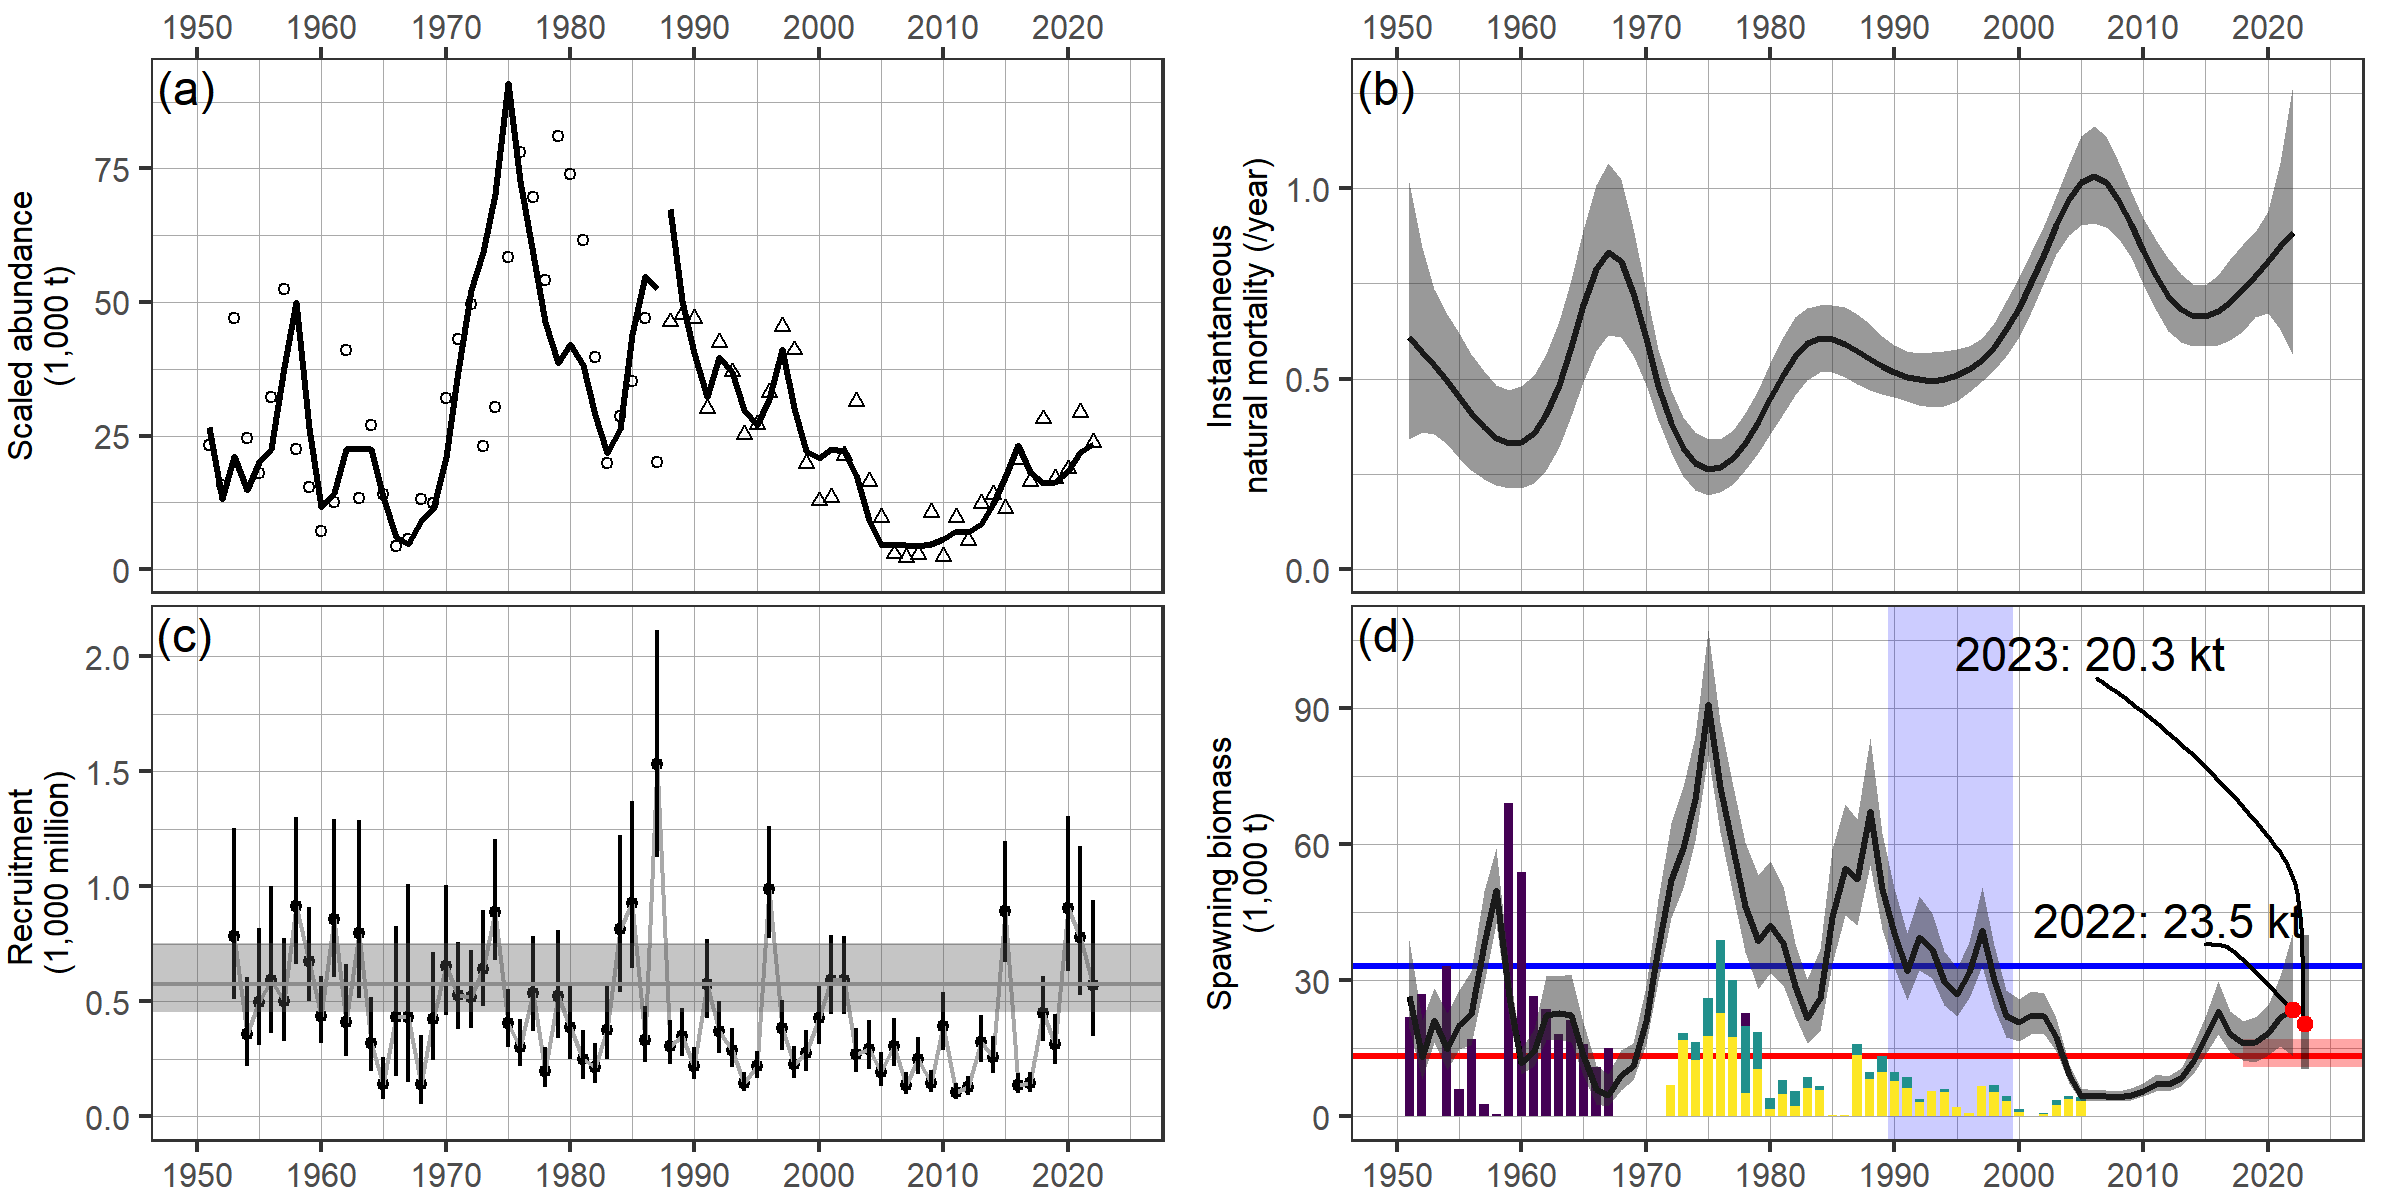 1950 1960 1970 1980 1990 2000 2010 2020
1950 1960 1970 1980 1990 2000 2010 2020
(a)
75
50
25
0
Scaled abundance
(1,000 t)
(b)
1.0
0.5
0.0
Instantaneous
natural mortality (/year)
(c)
2.0
1.5
1.0
0.5
0.0
Recruitment
(1,000 million)
1950 1960 1970 1980 1990 2000 2010 2020
(d)
2023: 20.3 kt
2022: 23.5 kt
90
60
30
0
Spawning biomass
(1,000 t)
1950 1960 1970 1980 1990 2000 2010 2020